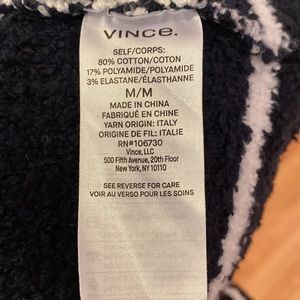 VINCE.
SELF/CORPS:
80% COTTON/COTON
17% POLYAMIDE/POLYAMIDE
3% ELASTANE/ÉLASTHANNE
M/M
MADE IN CHINA
FABRIQUÉ EN CHINE
YARN ORIGIN: ITALY
ORIGINE DE FIL: ITALIE
RN#106730
Vince, LLC
500 Fifth Avenue, 20th Floor
New York, NY 10110
SEE REVERSE FOR CARE
VOIR AU VERSO POUR LES SOINS